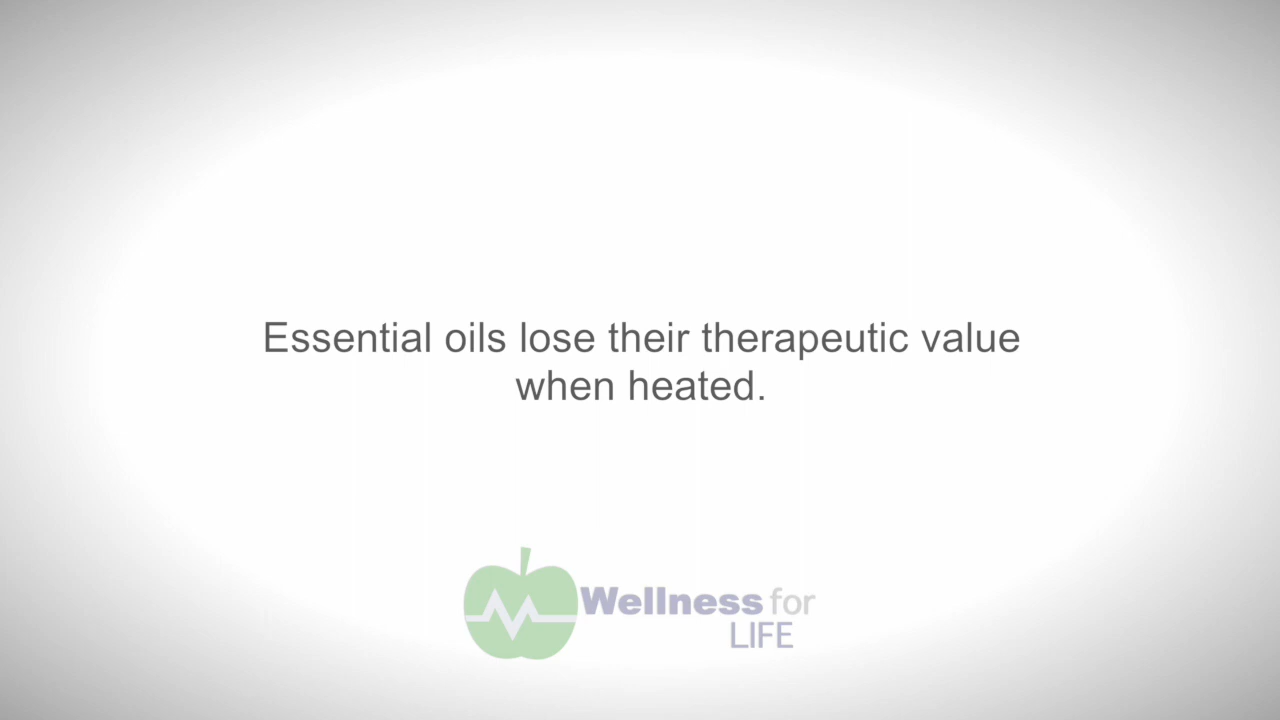 Essential oils lose their therapeutic value
when heated.
Wellness for
LIFE